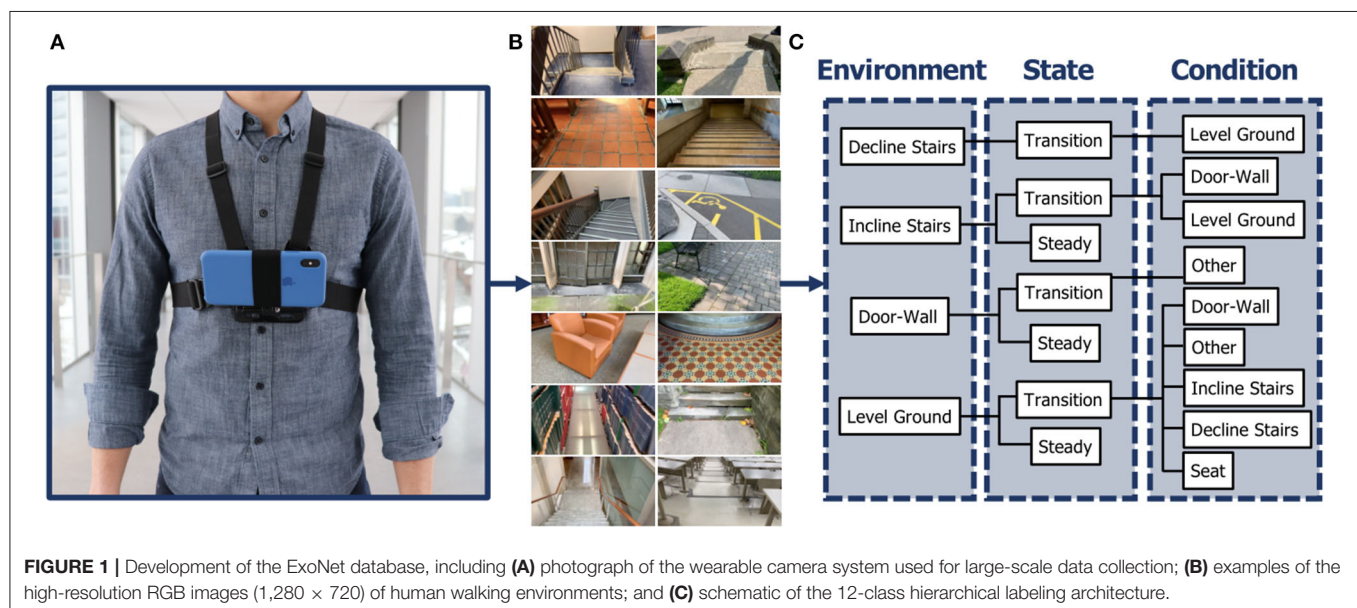 A
B
C
Environment
State
Condition
Decline Stairs
Transition
Level Ground
Incline Stairs
Transition
Door-Wall
Level Ground
Steady
Door-Wall
Transition
Other
Steady
Level Ground
Transition
Door-Wall
Other
Incline Stairs
Decline Stairs
Seat
Steady
FIGURE 1 | Development of the ExoNet database, including (A) photograph of the wearable camera system used for large-scale data collection; (B) examples of the
high-resolution RGB images (1,280 × 720) of human walking environments; and (C) schematic of the 12-class hierarchical labeling architecture.